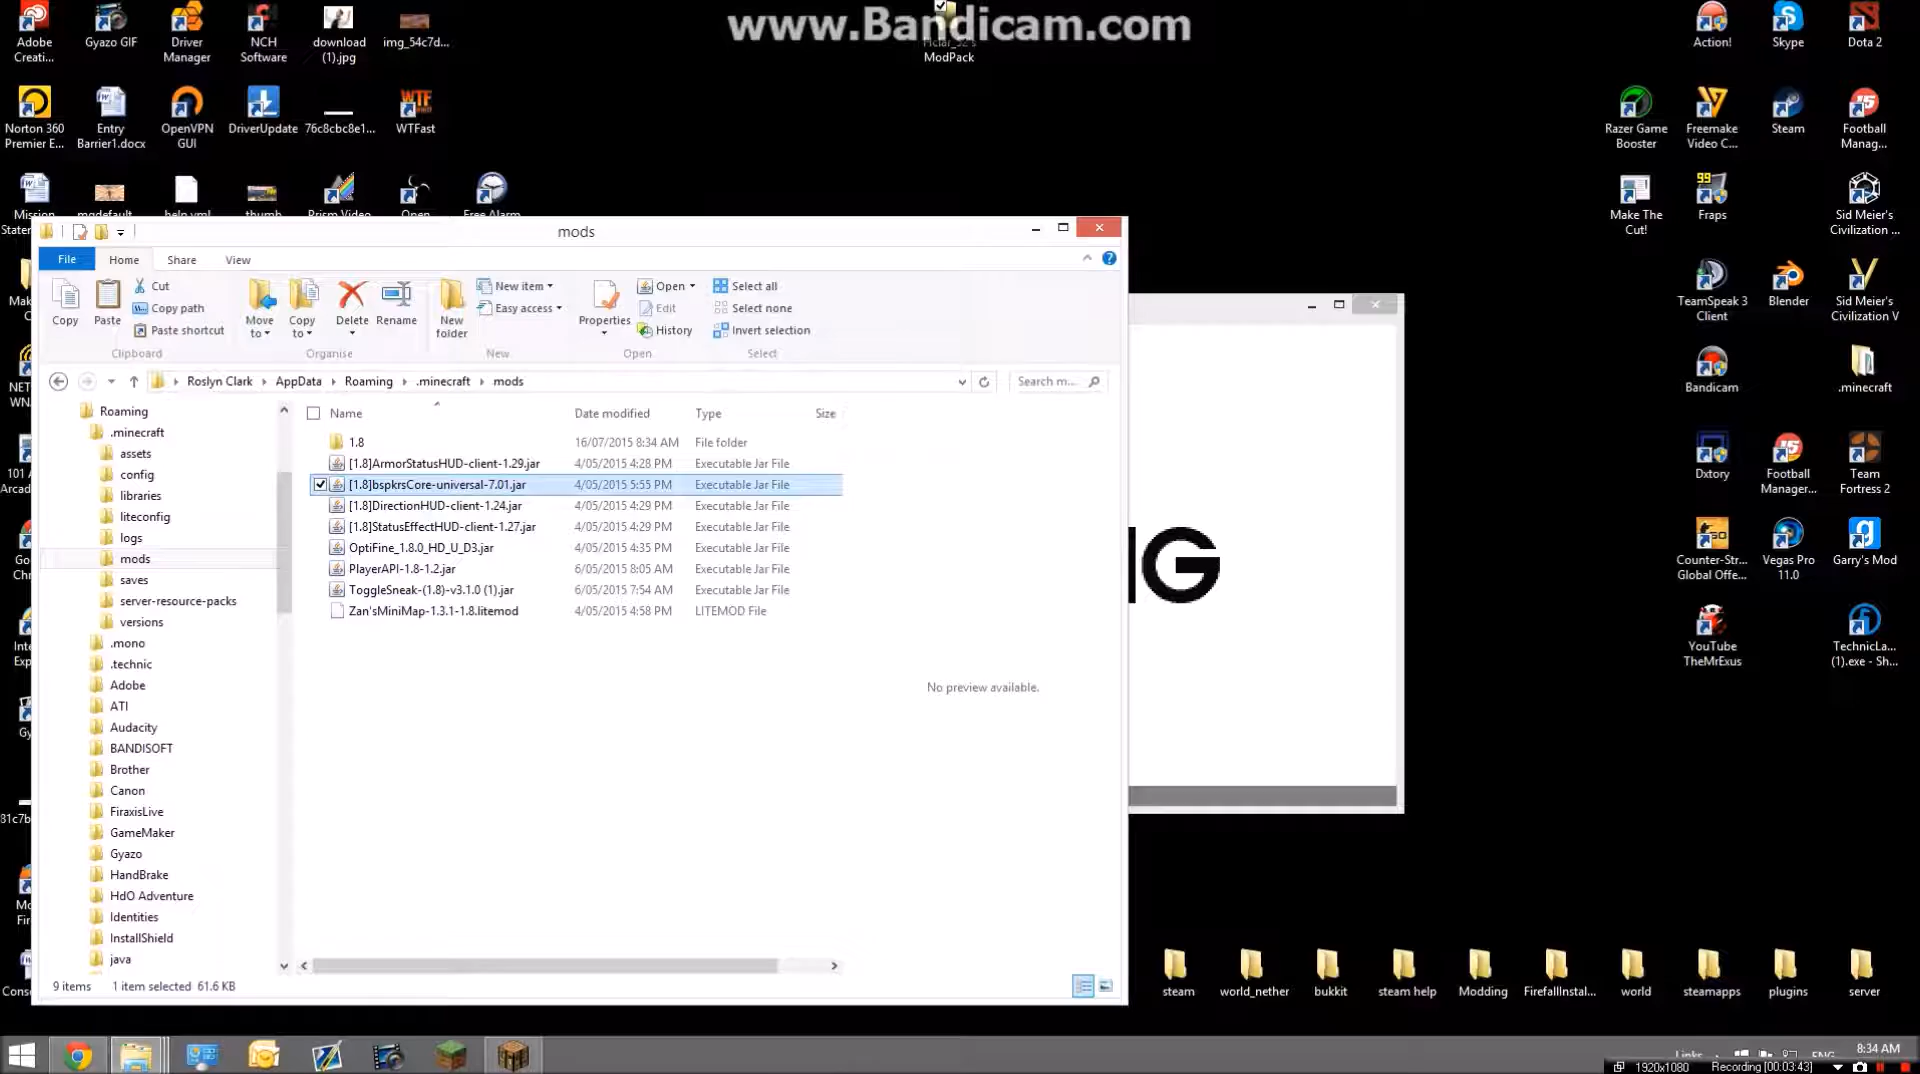 www.Bandicam.com
Adobe Creati...
Gyazo GIF
Driver Manager
NCH Software
download (1).jpg
img_54c7d...
ModPack
Action!
Skype
Dota 2
Norton 360 Premier E...
Entry Barrier1.docx
OpenVPN GUI
DriverUpdate
76c8cbc8e1...
WTFast
Razer Game Booster
Freemake Video C...
Steam
Football Manag...
Mission
mqdefault
help.yml
thumb
Prism Video
Open
Free Alarm
Make The Cut!
Fraps
Sid Meier's Civilization ...
mods
File
Home
Share
View
Copy
Paste
Cut
Copy path
Paste shortcut
Clipboard
Move to
Copy to
Delete
Rename
Organise
New folder
New item
Easy access
New
Properties
Open
Edit
History
Open
Select all
Select none
Invert selection
Select
TeamSpeak 3 Client
Blender
Sid Meier's Civilization V
Roslyn Clark
AppData
Roaming
.minecraft
mods
Search m...
Bandicam
.minecraft
Name
Date modified
Type
Size
1.8 16/07/2015 8:34 AM File folder
[1.8]ArmorStatusHUD-client-1.29.jar 4/05/2015 4:28 PM Executable Jar File
[1.8]bspkrsCore-universal-7.01.jar 4/05/2015 5:55 PM Executable Jar File
[1.8]DirectionHUD-client-1.24.jar 4/05/2015 4:29 PM Executable Jar File
[1.8]StatusEffectHUD-client-1.27.jar 4/05/2015 4:29 PM Executable Jar File
OptiFine_1.8.0_HD_U_D3.jar 4/05/2015 4:35 PM Executable Jar File
PlayerAPI-1.8-1.2.jar 6/05/2015 8:05 AM Executable Jar File
ToggleSneak-(1.8)-v3.1.0 (1).jar 6/05/2015 7:54 AM Executable Jar File
Zan'sMiniMap-1.3.1-1.8.litemod 4/05/2015 4:58 PM LITEMOD File
No preview available.
Roaming
.minecraft
assets
config
libraries
liteconfig
logs
mods
saves
server-resource-packs
versions
.mono
.technic
Adobe
ATI
Audacity
BANDISOFT
Brother
Canon
FiraxisLive
GameMaker
Gyazo
HandBrake
HdO Adventure
Identities
InstallShield
java
9 items
1 item selected 61.6 KB
G
Dxtory
Football Manager...
Team Fortress 2
Counter-Str... Global Offe...
Vegas Pro 11.0
Garry's Mod
YouTube TheMrExus
TechnicLa... (1).exe - Sh...
steam
world_nether
bukkit
steam help
Modding
FirefallInstal...
world
steamapps
plugins
server
Links
ENG
8:34 AM
1920x1080
Recording [00:03:43]